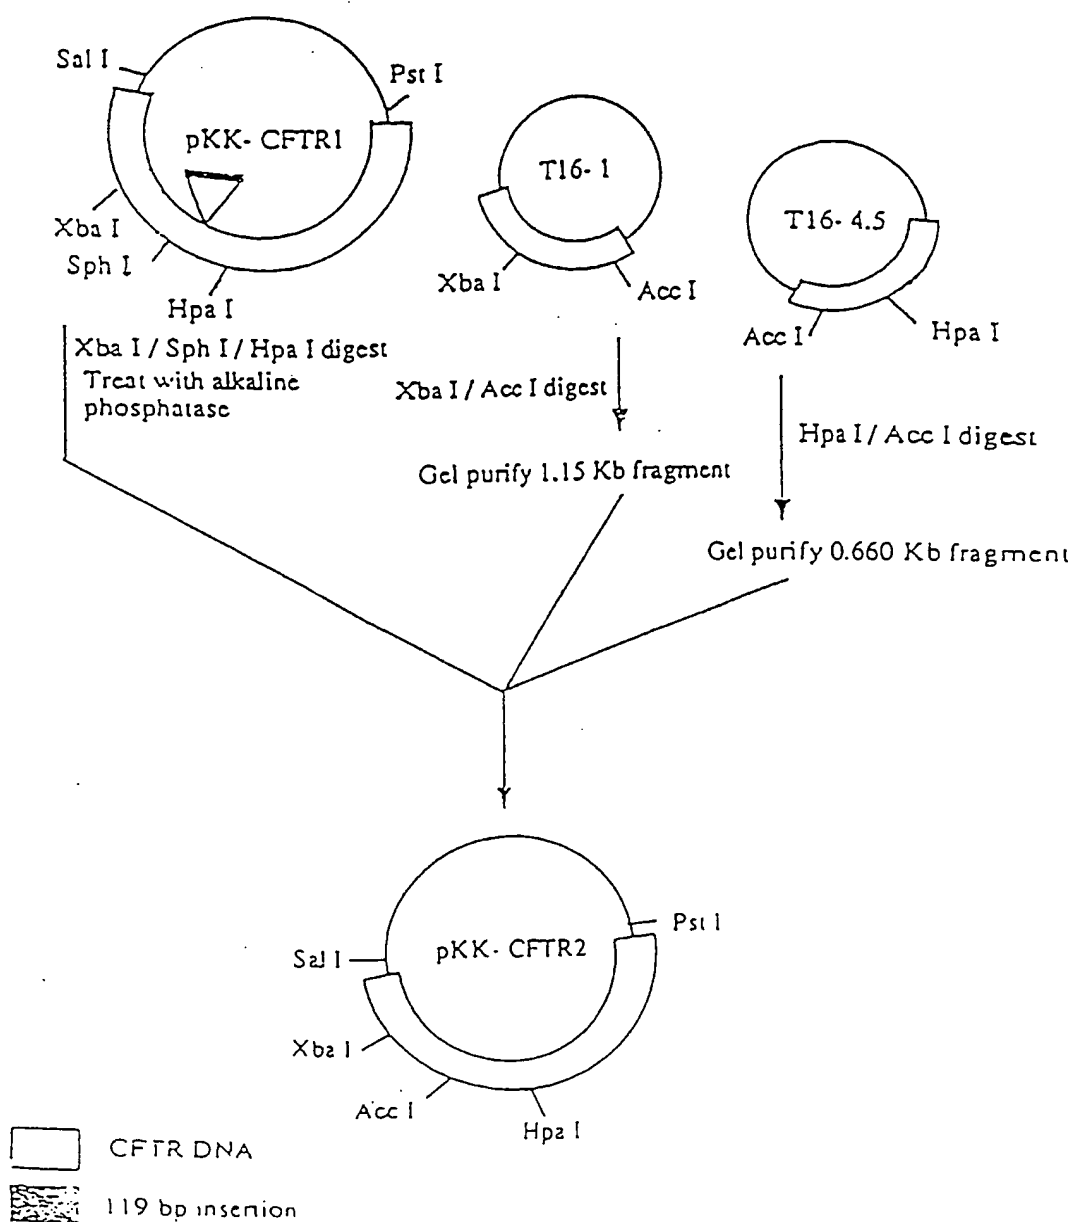 Sal I
Pst I
pKK- CFTR1
Xba I
Sph I
Hpa I
T16- 1
Xba I
Acc I
T16- 4.5
Acc I
Hpa I
Xba I / Sph I / Hpa I digest
Treat with alkaline
phosphatase
Xba I / Acc I digest
Hpa I / Acc I digest
Gel purify 1.15 Kb fragment
Gel purify 0.660 Kb fragment
pKK- CFTR2
Sal I
Pst I
Xba I
Acc I
Hpa I
CFTR DNA
119 bp insertion